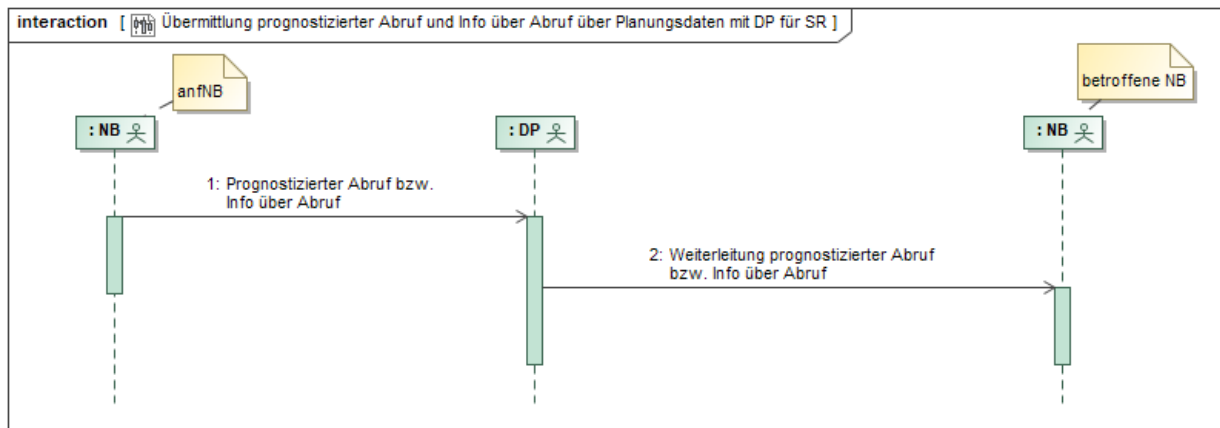 interaction [ Übermittlung prognostizierter Abruf und Info über Abruf über Planungsdaten mit DP für SR ]
anfNB
betroffene NB
: NB
: DP
: NB
1: Prognostizierter Abruf bzw.
Info über Abruf
2: Weiterleitung prognostizierter Abruf
bzw. Info über Abruf